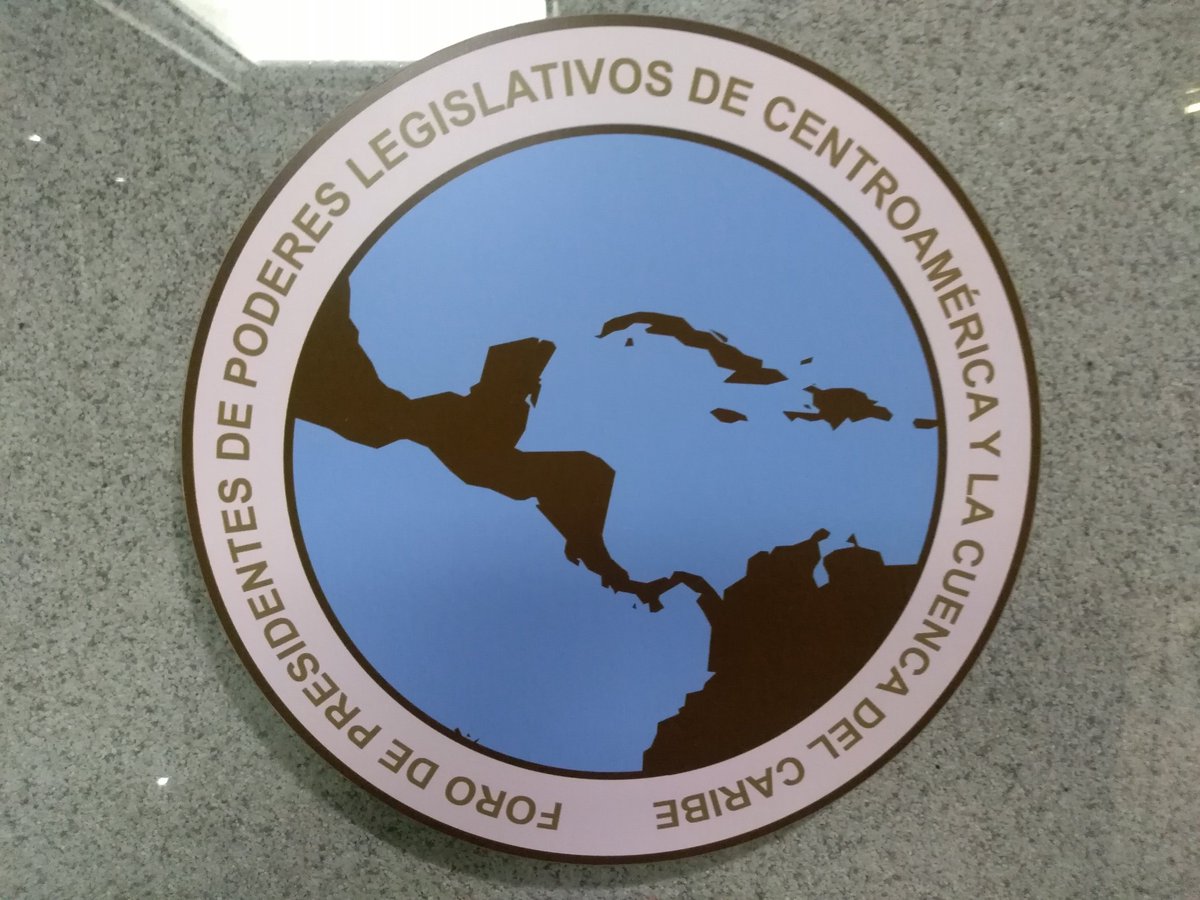 FORO DE PRESIDENTES DE PODERES LEGISLATIVOS DE CENTROAMÉRICA Y LA CUENCA DEL CARIBE